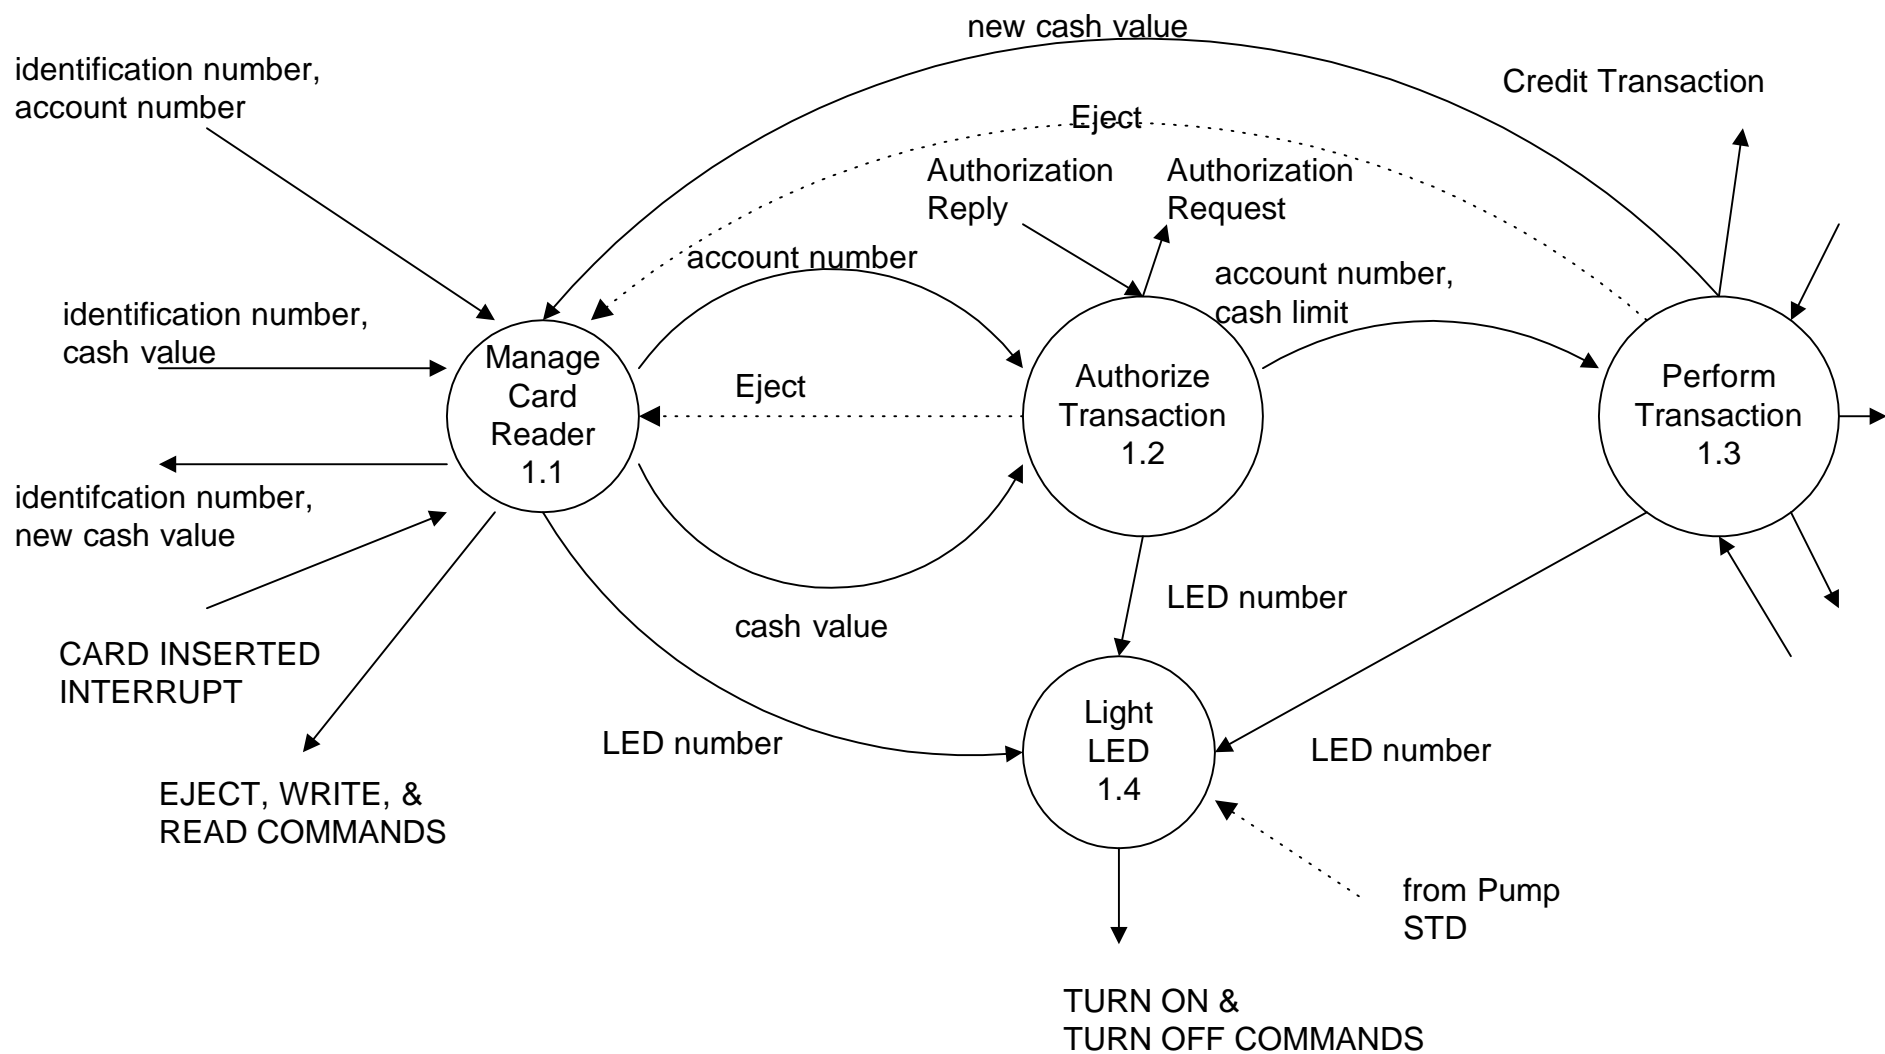 new cash value
identification number,
account number
Credit Transaction
Eject
Authorization
Reply
Authorization
Request
account number
account number,
cash limit
identification number,
cash value
Manage
Card
Reader
1.1
Eject
Authorize
Transaction
1.2
Perform
Transaction
1.3
identifcation number,
new cash value
LED number
cash value
CARD INSERTED
INTERRUPT
LED number
Light
LED
1.4
LED number
EJECT, WRITE, &
READ COMMANDS
from Pump
STD
TURN ON &
TURN OFF COMMANDS